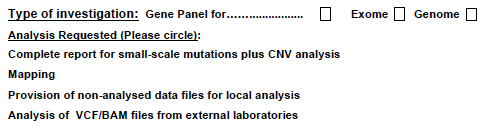 Type of investigation: Gene Panel for……................ ☐ Exome ☐ Genome ☐
Analysis Requested (Please circle):
Complete report for small-scale mutations plus CNV analysis
Mapping
Provision of non-analysed data files for local analysis
Analysis of VCF/BAM files from external laboratories